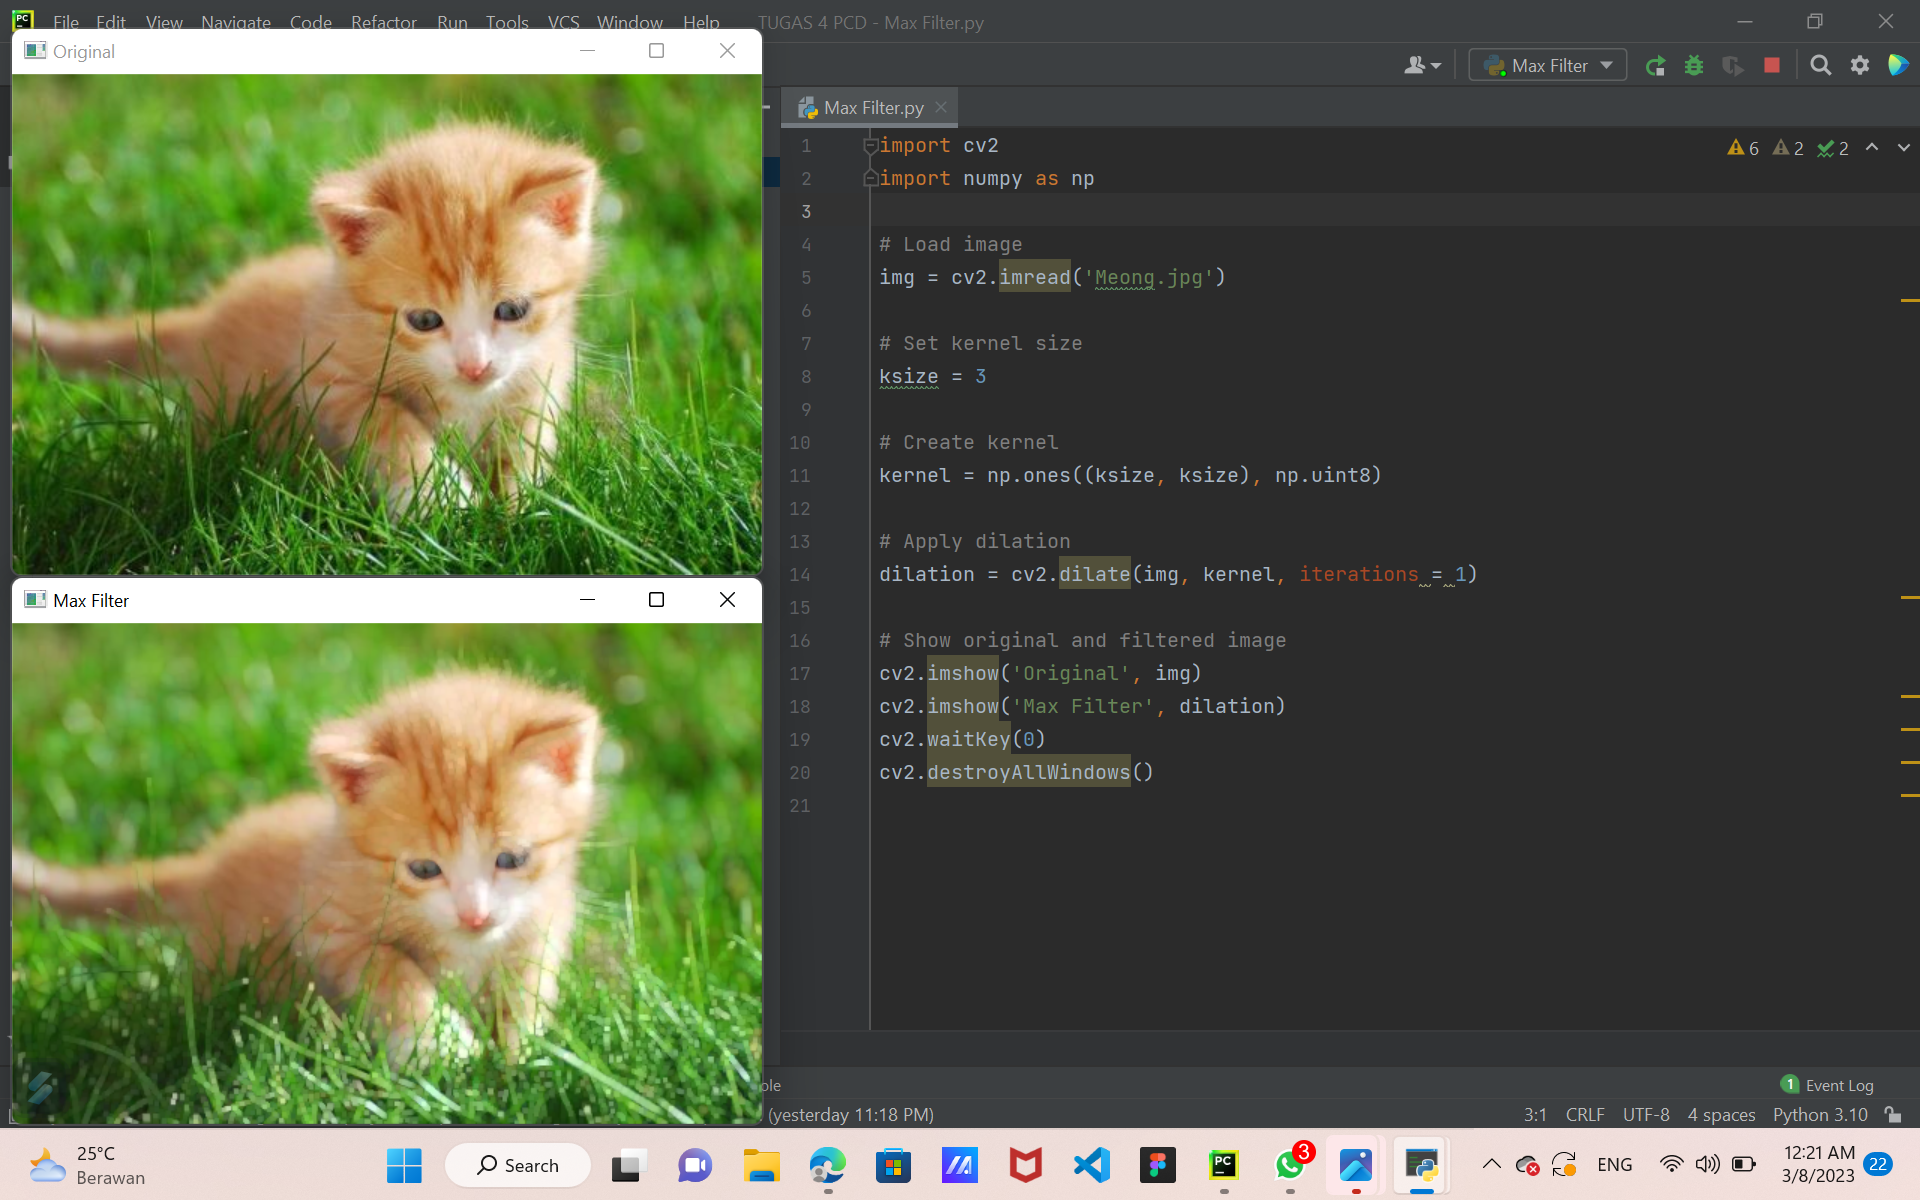 File Edit View Navigate Code Refactor Run Tools VCS Window Help TUGAS 4 PCD - Max Filter.py
Original
Max Filter
Max Filter.py
6 2 2
1 import cv2
2 import numpy as np
3
4 # Load image
5 img = cv2.imread('Meong.jpg')
6
7 # Set kernel size
8 ksize = 3
9
10 # Create kernel
11 kernel = np.ones((ksize, ksize), np.uint8)
12
13 # Apply dilation
14 dilation = cv2.dilate(img, kernel, iterations = 1)
15
16 # Show original and filtered image
17 cv2.imshow('Original', img)
18 cv2.imshow('Max Filter', dilation)
19 cv2.waitKey(0)
20 cv2.destroyAllWindows()
21
Max Filter
1 Event Log
(yesterday 11:18 PM) 3:1 CRLF UTF-8 4 spaces Python 3.10
25°C
Berawan
Search
PC
3
ENG
12:21 AM
3/8/2023
22